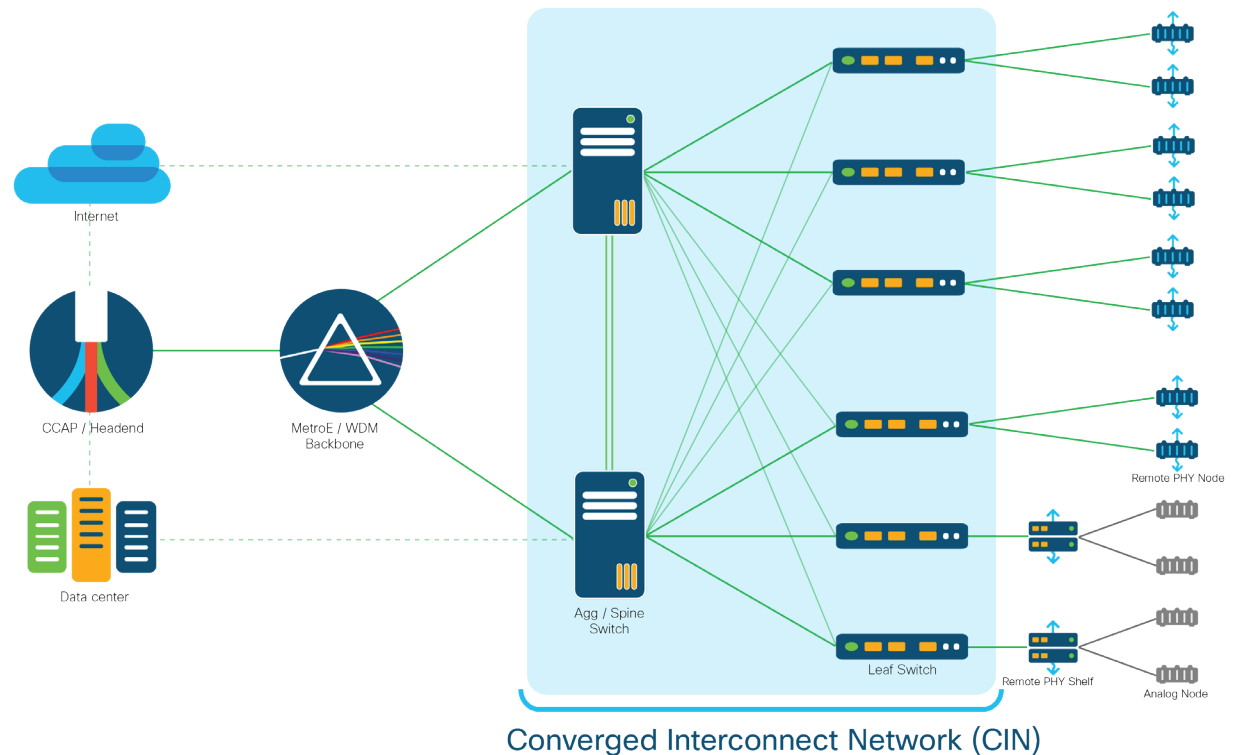 Internet
CCAP / Headend
MetroE / WDM
Backbone
Data center
Agg / Spine
Switch
Leaf Switch
Remote PHY Node
Remote PHY Shelf
Analog Node
Converged Interconnect Network (CIN)